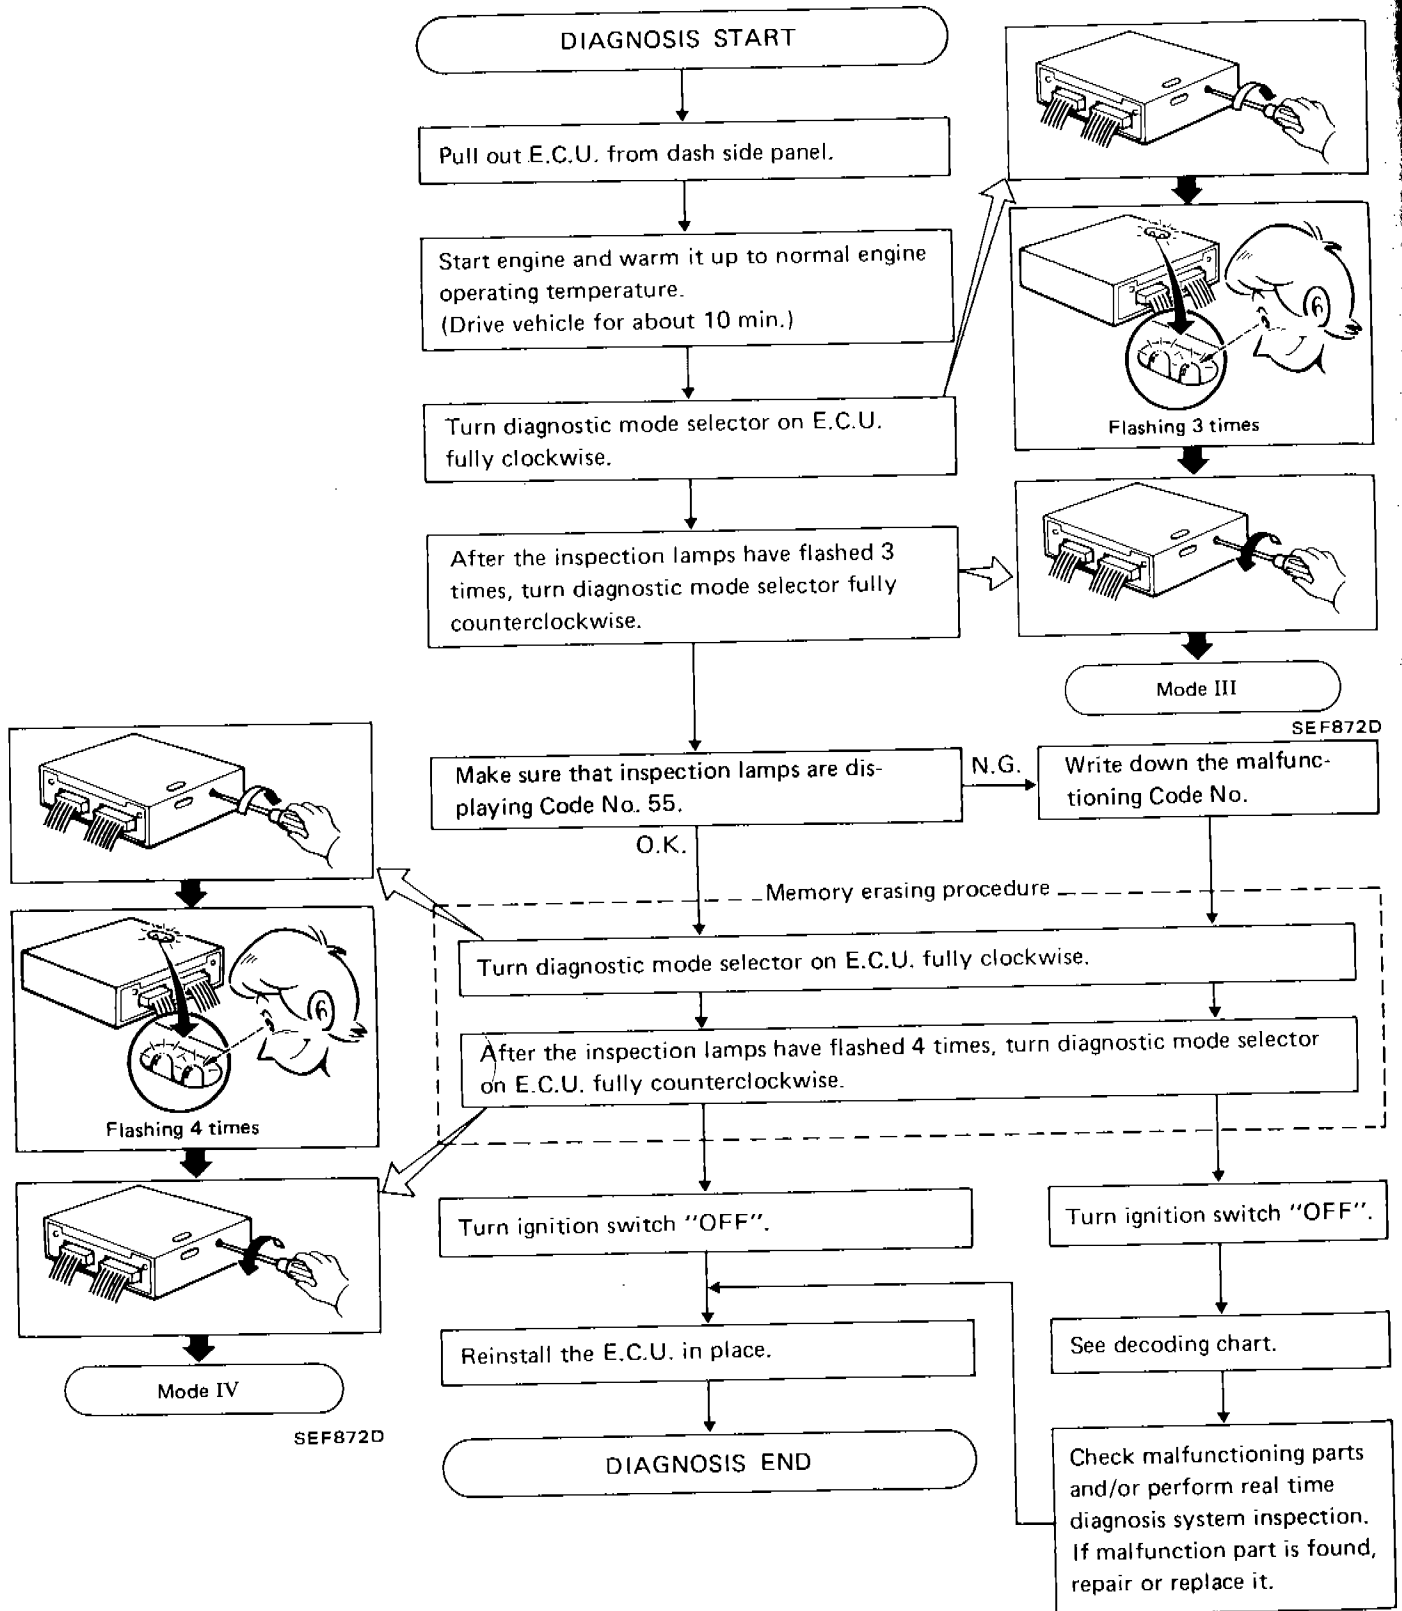 DIAGNOSIS START
Pull out E.C.U. from dash side panel.
Start engine and warm it up to normal engine
operating temperature.
(Drive vehicle for about 10 min.)
Turn diagnostic mode selector on E.C.U.
fully clockwise.
Flashing 3 times
After the inspection lamps have flashed 3
times, turn diagnostic mode selector fully
counterclockwise.
Mode III
SEF872D
Make sure that inspection lamps are dis-
playing Code No. 55.
N.G.
Write down the malfunc-
tioning Code No.
O.K.
Memory erasing procedure
Turn diagnostic mode selector on E.C.U. fully clockwise.
After the inspection lamps have flashed 4 times, turn diagnostic mode selector
on E.C.U. fully counterclockwise.
Flashing 4 times
Mode IV
SEF872D
Turn ignition switch "OFF".
Turn ignition switch "OFF".
Reinstall the E.C.U. in place.
See decoding chart.
DIAGNOSIS END
Check malfunctioning parts
and/or perform real time
diagnosis system inspection.
If malfunction part is found,
repair or replace it.